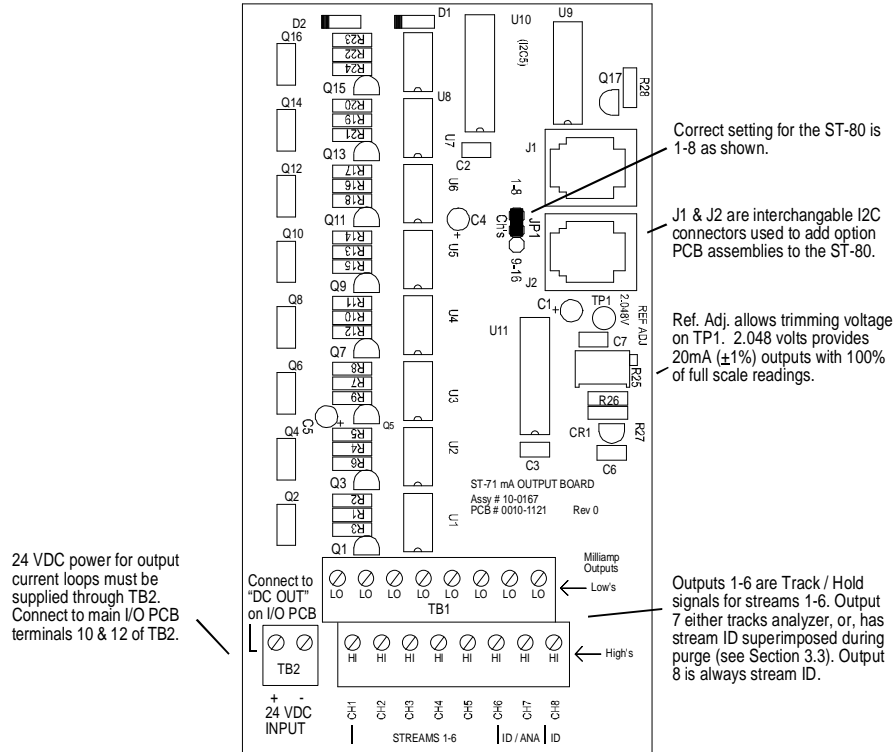 D2
D1
U10
U9
(I2C5)
Q16
R23
R22
R24
Q15
Q17
R28
Q14
R20
R19
R21
U8
U7
Q13
C2
J1
Correct setting for the ST-80 is
1-8 as shown.
Q12
R17
R16
R18
U6
1-8
Q11
C4
+
Ch's
JP1
9-16
J2
J1 & J2 are interchangable I2C
connectors used to add option
PCB assemblies to the ST-80.
Q10
R14
R13
R15
U5
Q9
Q8
R11
R10
R12
U4
U11
C1
+
TP1
2.048V
REF ADJ
C7
Q7
Ref. Adj. allows trimming voltage
on TP1. 2.048 volts provides
20mA (±1%) outputs with 100%
of full scale readings.
Q6
R8
R7
R9
U3
R25
R26
C5
+
Q5
CR1
R27
Q4
R5
R4
R6
U2
C3
C6
Q3
ST-71 mA OUTPUT BOARD
Assy # 10-0167
PCB # 0010-1121 Rev 0
Q2
R2
R1
R3
U1
Q1
24 VDC power for output
current loops must be
supplied through TB2.
Connect to main I/O PCB
terminals 10 & 12 of TB2.
Connect to
"DC OUT"
on I/O PCB
Milliamp
Outputs
Low's
LO LO LO LO LO LO LO LO
TB1
High's
HI HI HI HI HI HI HI HI
TB2
+ -
24 VDC
INPUT
CH1 CH2 CH3 CH4 CH5 CH6 CH7 CH8
STREAMS 1-6 ID / ANA ID
Outputs 1-6 are Track / Hold
signals for streams 1-6. Output
7 either tracks analyzer, or, has
stream ID superimposed during
purge (see Section 3.3). Output
8 is always stream ID.